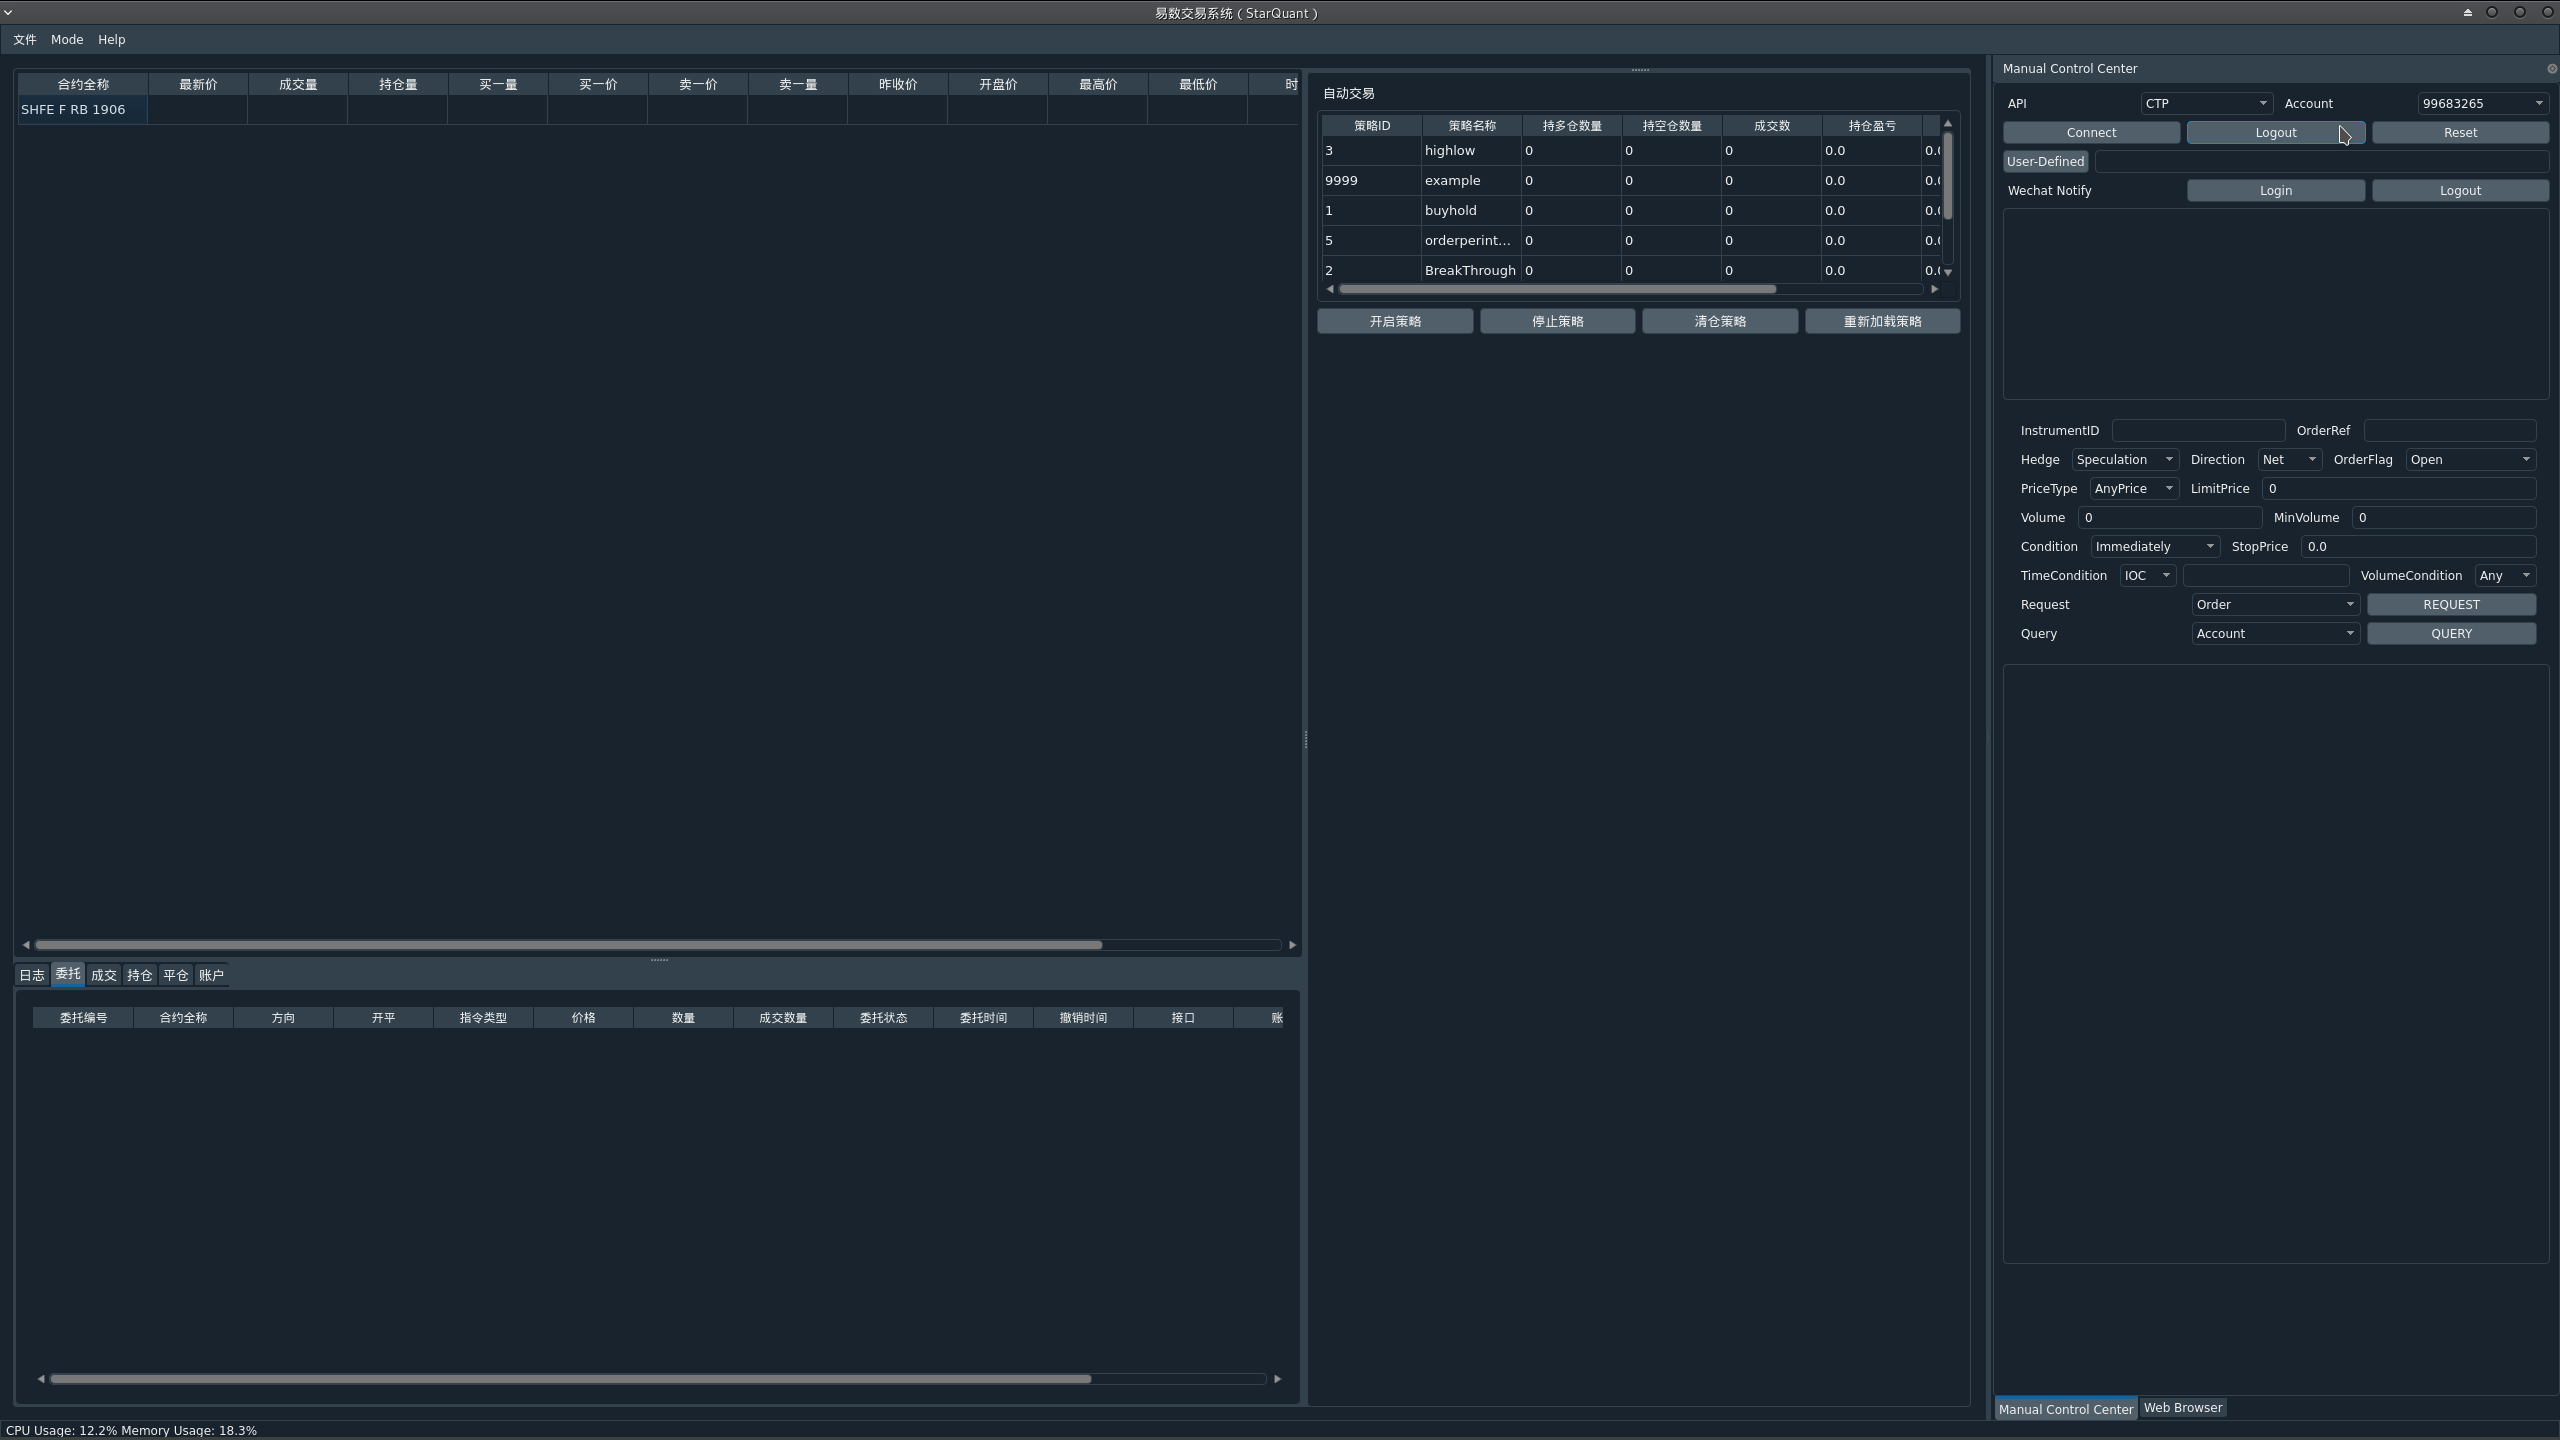 易数交易系统 ( StarQuant )
文件 Mode Help
合约全称 最新价 成交量 持仓量 买一量 买一价 卖一价 卖一量 昨收价 开盘价 最高价 最低价 时
SHFE F RB 1906
日志 委托 成交 持仓 平仓 账户
委托编号 合约全称 方向 开平 指令类型 价格 数量 成交数量 委托状态 委托时间 撤销时间 接口 账
自动交易
策略ID 策略名称 持多仓数量 持空仓数量 成交数 持仓盈亏
3 highlow 0 0 0 0.0 0.(
9999 example 0 0 0 0.0 0.(
1 buyhold 0 0 0 0.0 0.(
5 orderperint... 0 0 0 0.0 0.(
2 BreakThrough 0 0 0 0.0 0.(
开启策略 停止策略 清仓策略 重新加载策略
Manual Control Center
API CTP Account 99683265
Connect Logout Reset
User-Defined
Wechat Notify Login Logout
InstrumentID OrderRef
Hedge Speculation Direction Net OrderFlag Open
PriceType AnyPrice LimitPrice 0
Volume 0 MinVolume 0
Condition Immediately StopPrice 0.0
TimeCondition IOC VolumeCondition Any
Request Order REQUEST
Query Account QUERY
Manual Control Center Web Browser
CPU Usage: 12.2% Memory Usage: 18.3%